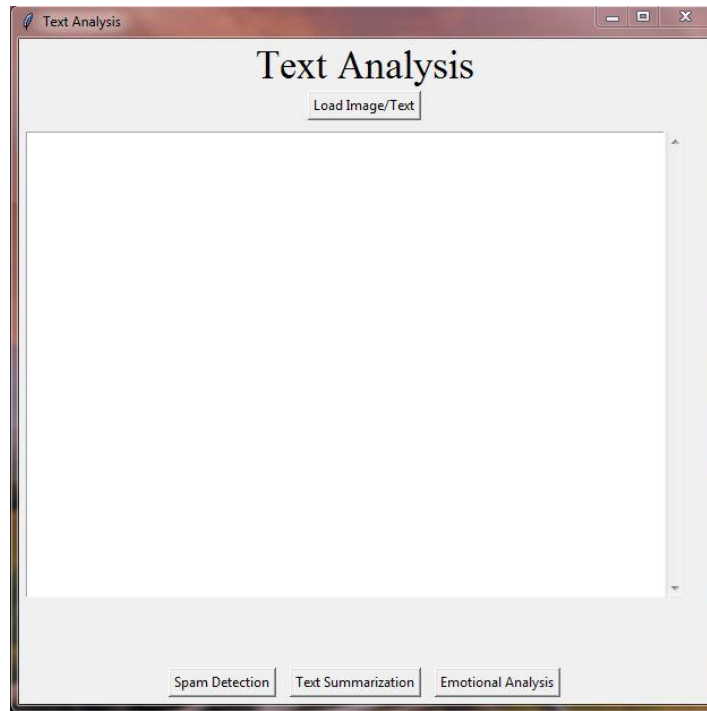 Text Analysis
Text Analysis
Load Image/Text
Spam Detection Text Summarization Emotional Analysis